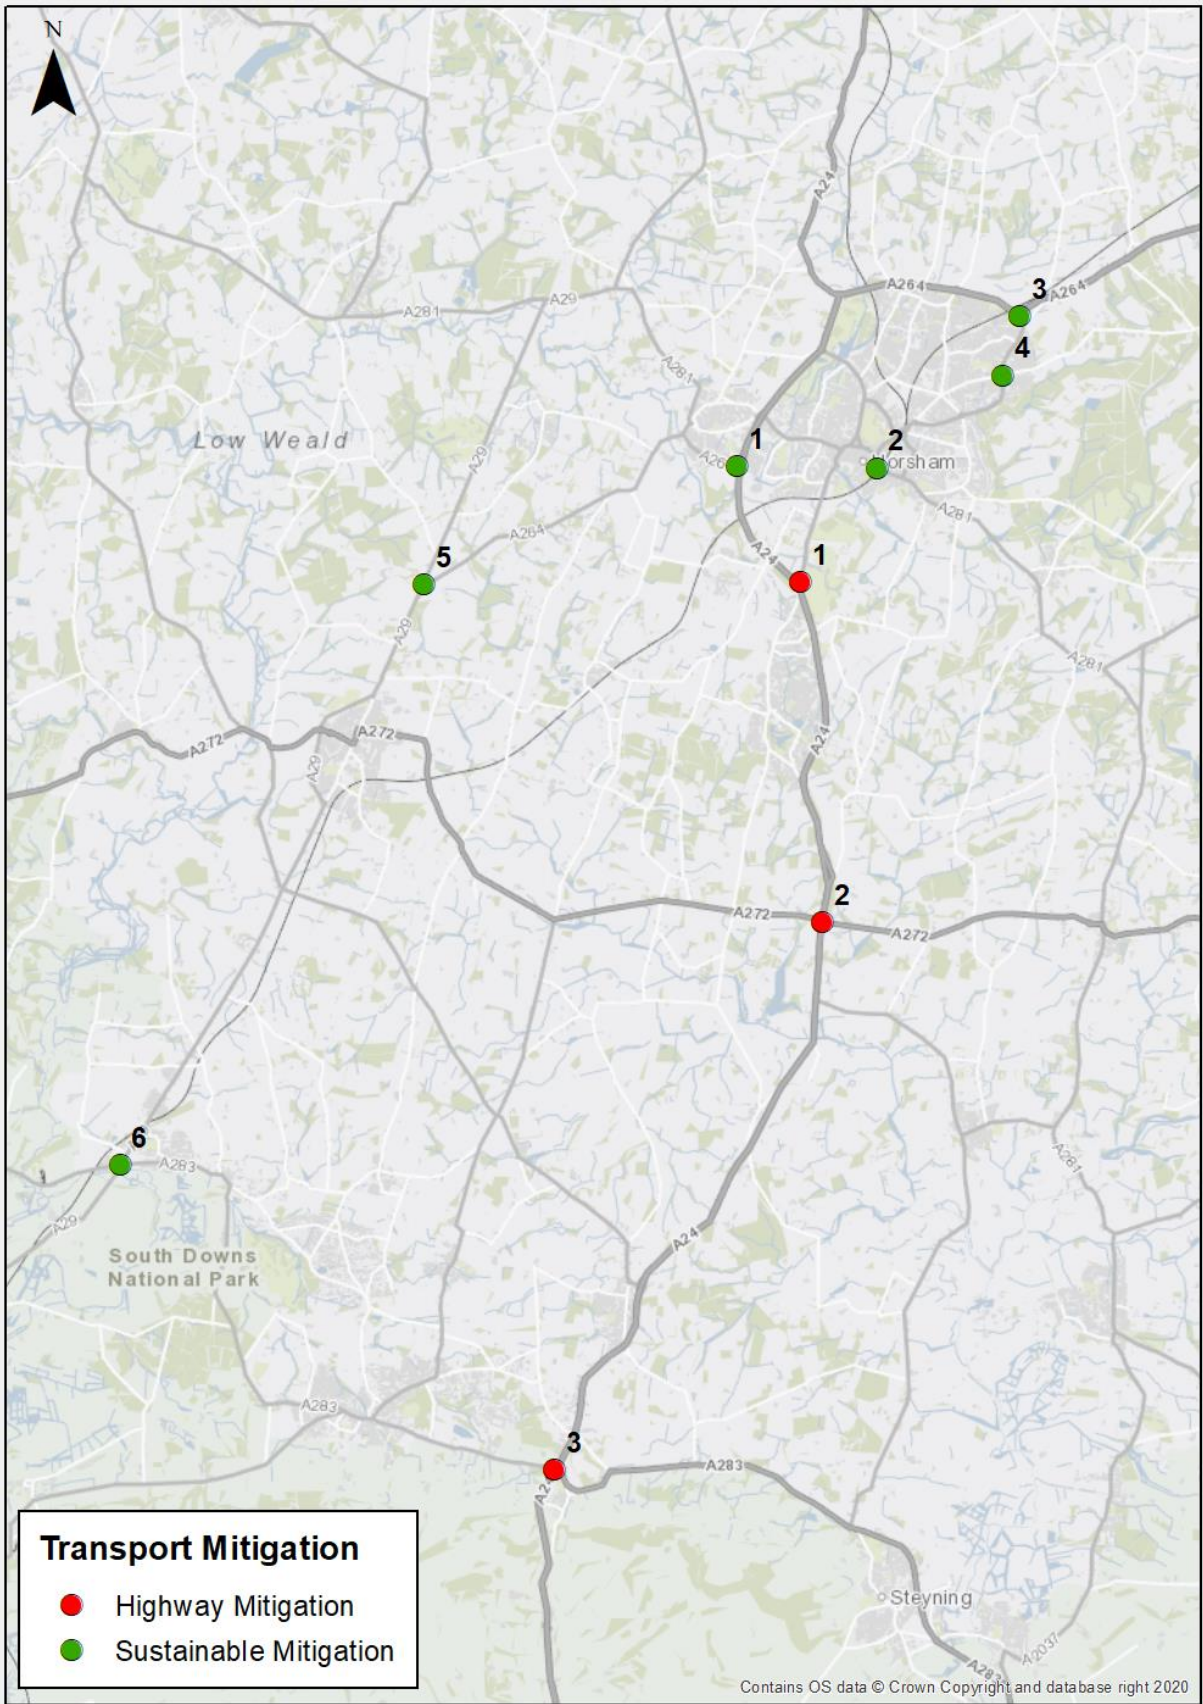 N
A24
A264
A264
3
A29
A281
4
A281
Low Weald
1
2
A29
A26
Horsham
A264
A281
5
A24
1
A29
A281
A272
A272
A24
A29
2
A272
A272
6
A283
A281
A29
A24
South Downs
National Park
A283
3
A283
A2
Transport Mitigation
Highway Mitigation
Sustainable Mitigation
Steyning
A2037
A283
Contains OS data © Crown Copyright and database right 2020